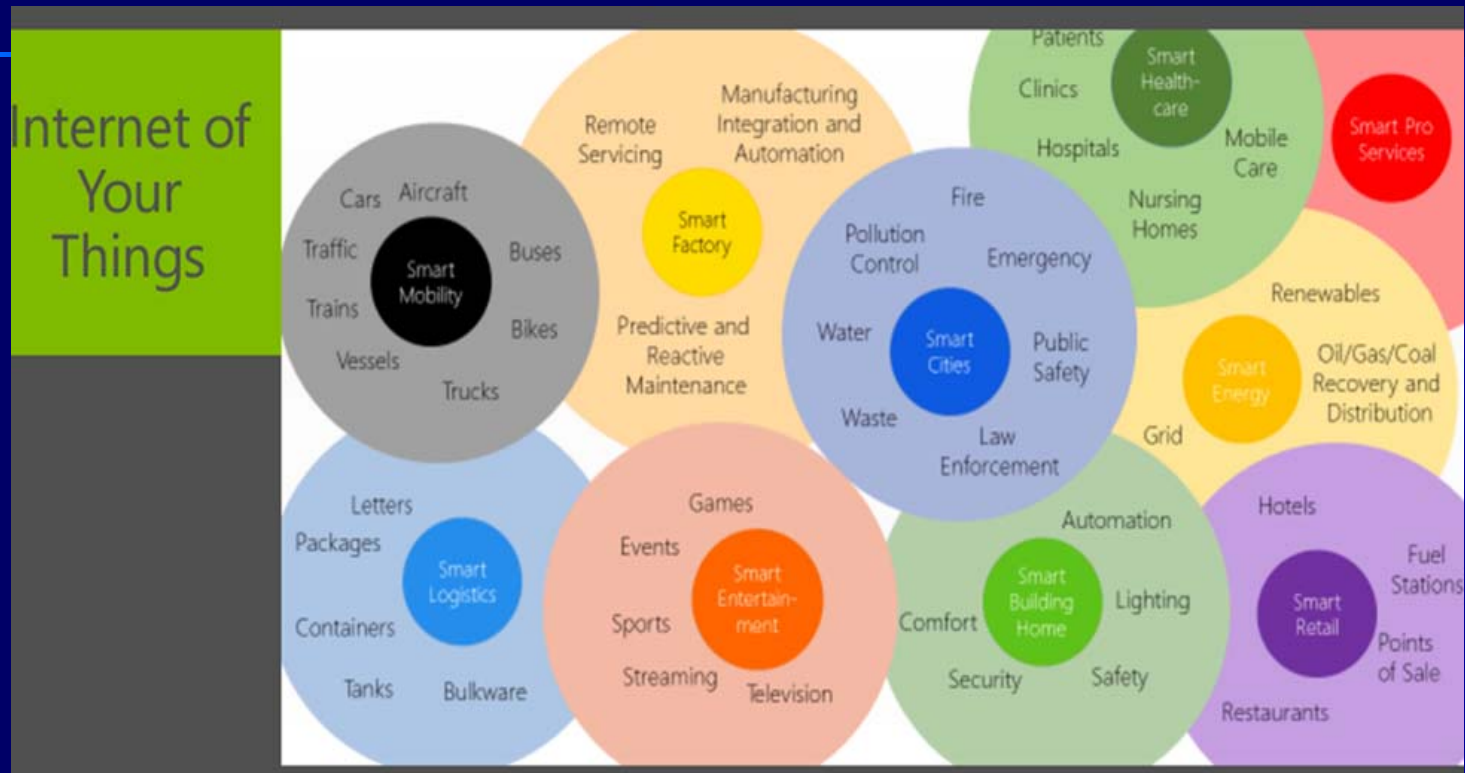 Internet of
Your
Things
Cars
Aircraft
Traffic
Buses
Smart
Mobility
Trains
Bikes
Vessels
Trucks
Remote
Servicing
Manufacturing
Integration and
Automation
Smart
Factory
Predictive and
Reactive
Maintenance
Fire
Pollution
Control
Emergency
Water
Smart
Cities
Public
Safety
Waste
Law
Enforcement
Patients
Smart
Health-
care
Clinics
Hospitals
Mobile
Care
Nursing
Homes
Smart Pro
Services
Renewables
Smart
Energy
Oil/Gas/Coal
Recovery and
Distribution
Grid
Letters
Packages
Smart
Logistics
Containers
Tanks
Bulkware
Games
Events
Smart
Entertain-
ment
Sports
Streaming
Television
Automation
Smart
Building
Home
Lighting
Comfort
Security
Safety
Hotels
Fuel
Stations
Smart
Retail
Points
of Sale
Restaurants